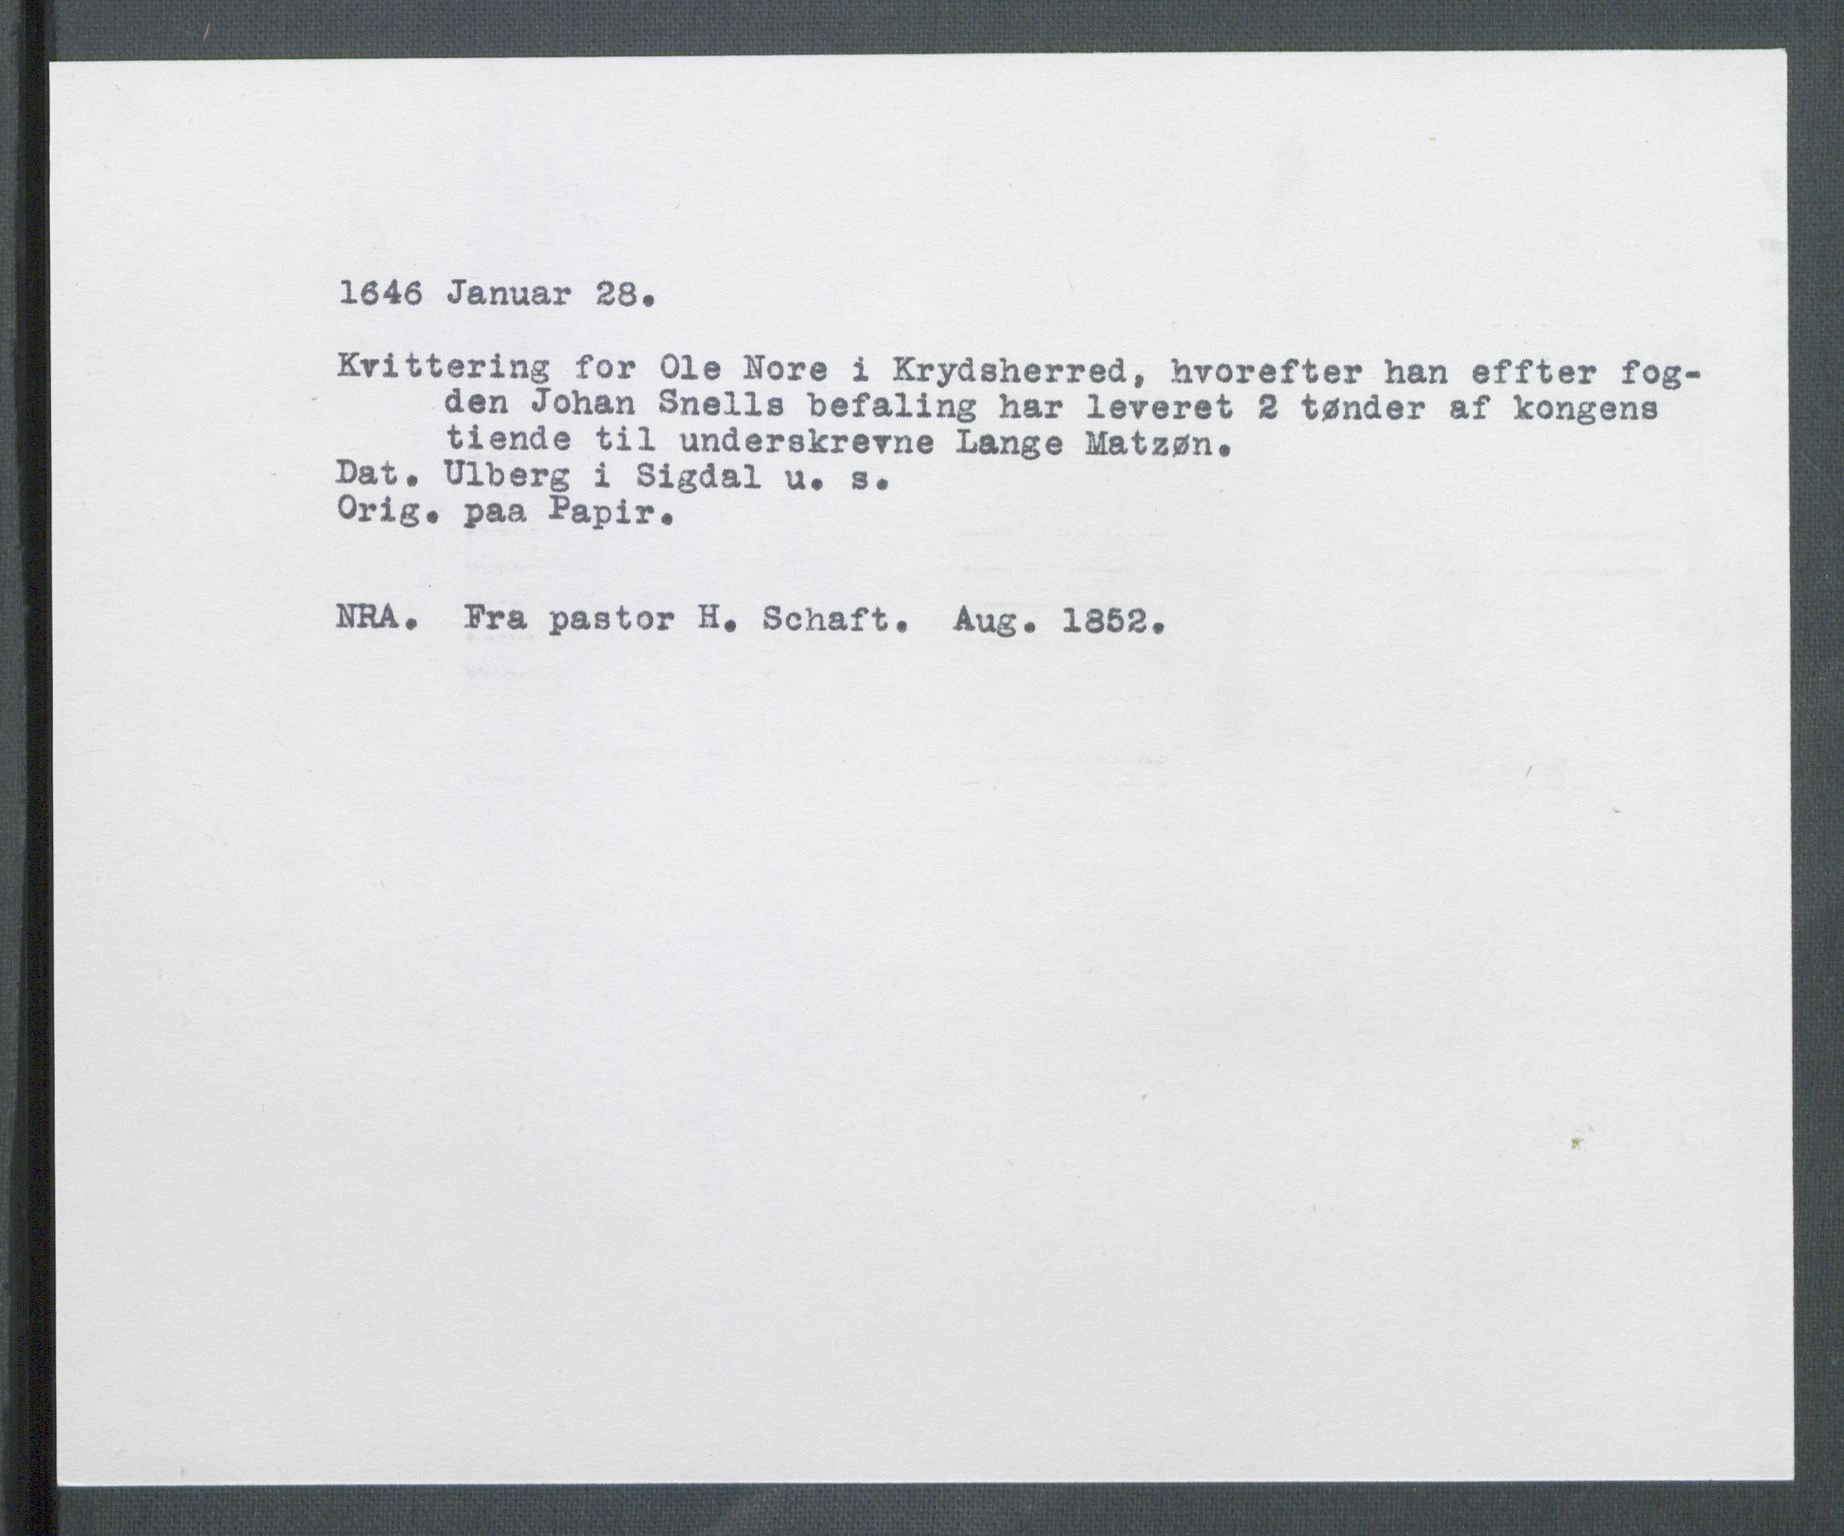 1646 Januar 28.
Kvittering for Ole Nore i Krydsherred, hvorefter han effter fog-
den Johan Snells befaling har leveret 2 tønder af kongens
tiende til underskrevne Lange Matzøn.
Dat. Ulberg i Sigdal u. s.
Orig. paa Papir.
NRA. Fra pastor H. Schaft. Aug. 1852.